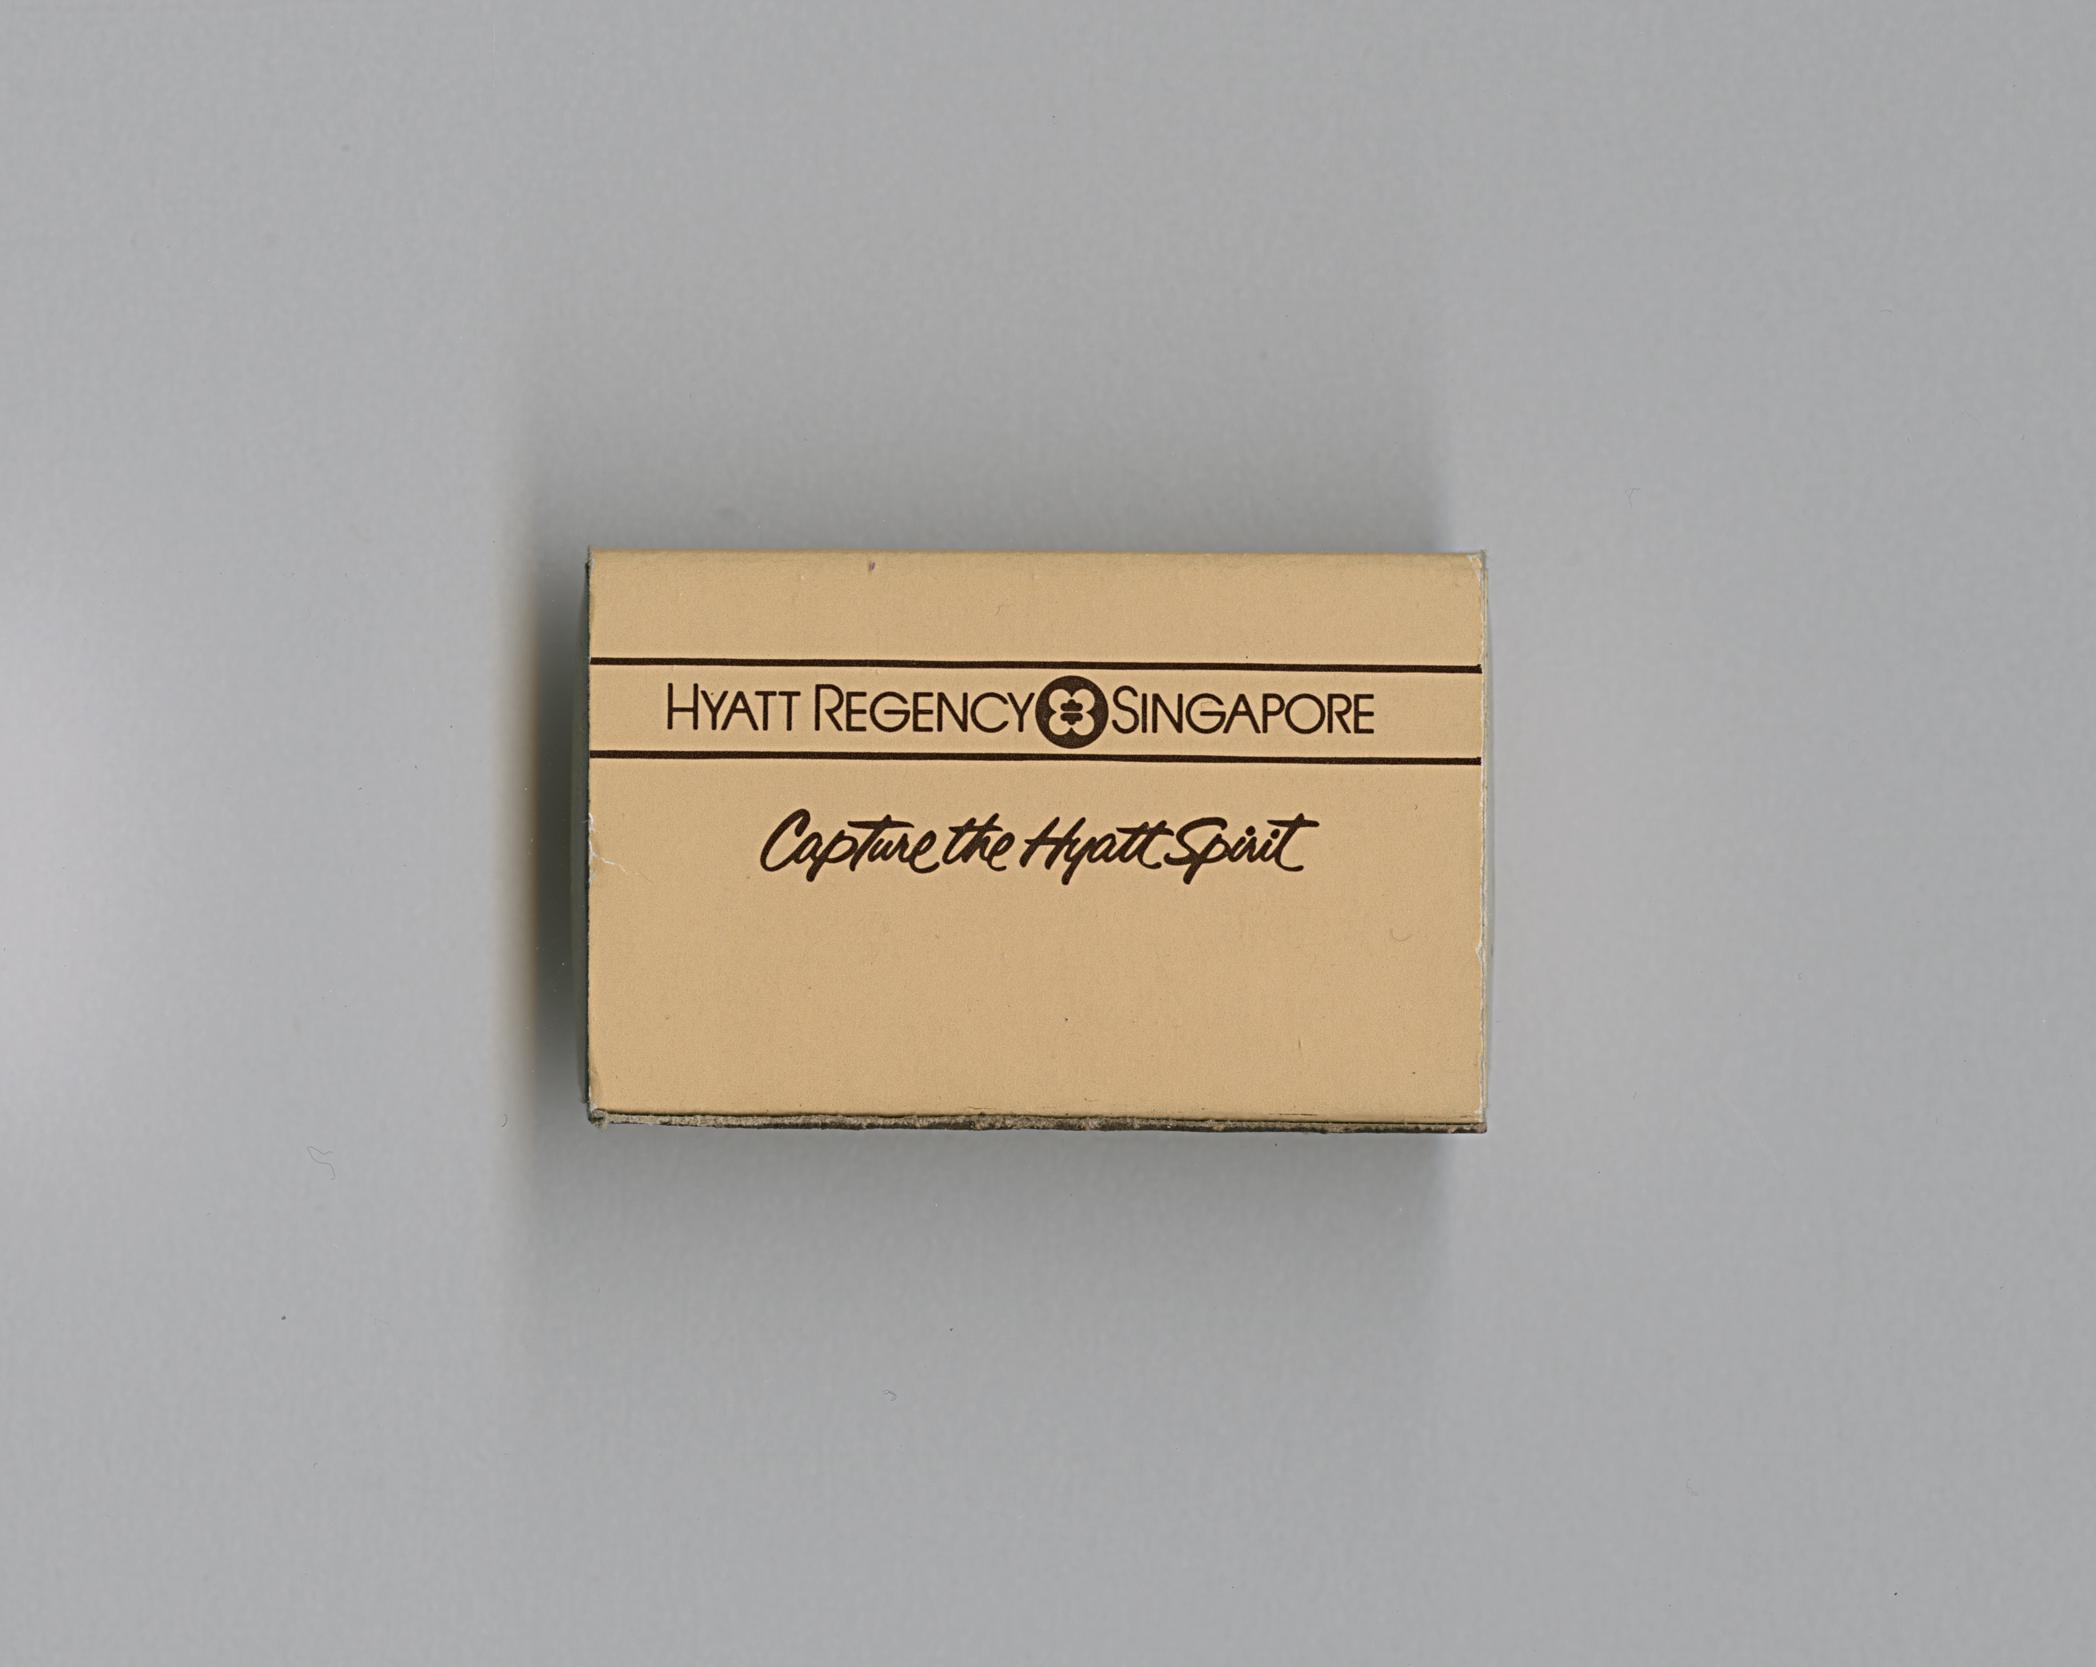 HYATT REGENCY SINGAPORE
Capture the Hyatt Spirit